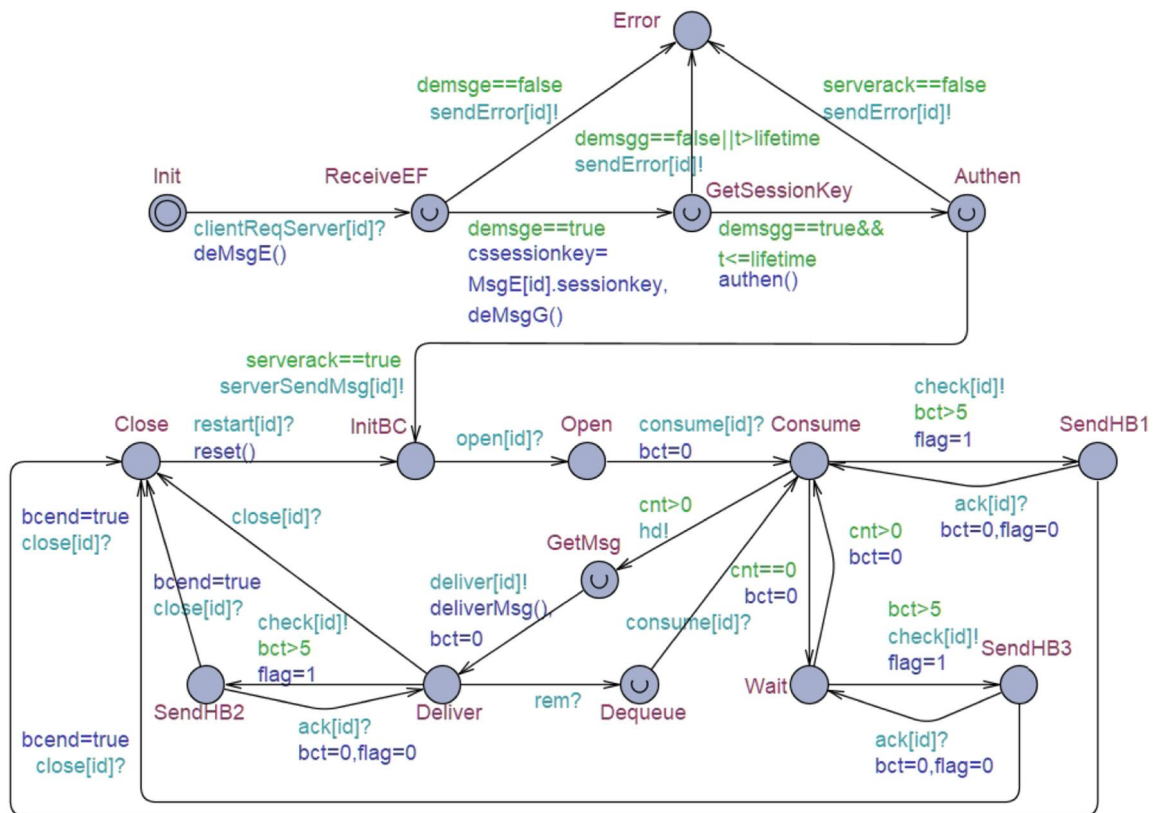 Error
demsge==false
sendError[id]!
serverack==false
sendError[id]!
demsgg==false||t>lifetime
sendError[id]!
Init
ReceiveEF
GetSessionKey
Authen
clientReqServer[id]?
deMsgE()
demsge==true
cssessionkey=
MsgE[id].sessionkey,
deMsgG()
demsgg==true&&
t<=lifetime
authen()
serverack==true
serverSendMsg[id]!
Close
restart[id]?
reset()
InitBC
open[id]?
Open
consume[id]?
bct=0
Consume
check[id]!
bct>5
flag=1
SendHB1
ack[id]?
bct=0,flag=0
bcend=true
close[id]?
close[id]?
cnt>0
hd!
GetMsg
cnt>0
bct=0
cnt==0
bct=0
bcend=true
close[id]?
deliver[id]!
deliverMsg(),
bct=0
consume[id]?
check[id]!
bct>5
flag=1
bct>5
check[id]!
flag=1
SendHB3
SendHB2
Deliver
rem?
Dequeue
Wait
ack[id]?
bct=0,flag=0
ack[id]?
bct=0,flag=0
bcend=true
close[id]?